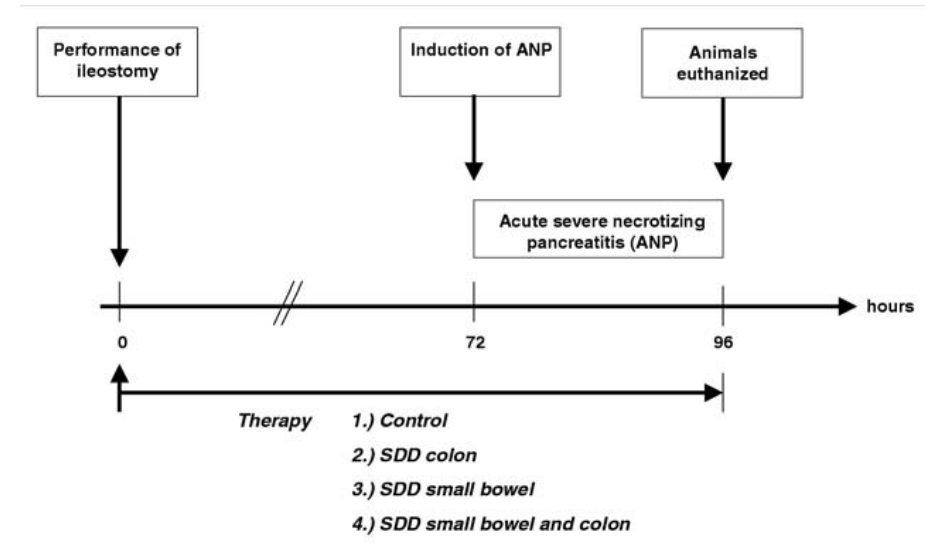 Performance of
ileostomy
Induction of ANP
Animals
euthanized
Acute severe necrotizing
pancreatitis (ANP)
hours
0
72
96
Therapy 1.) Control
2.) SDD colon
3.) SDD small bowel
4.) SDD small bowel and colon